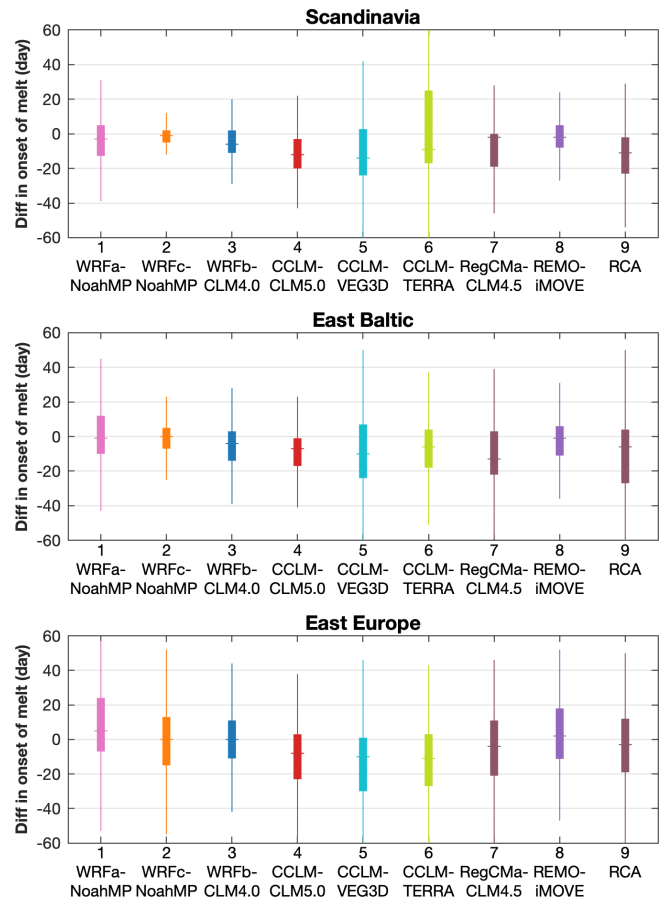 Scandinavia
Diff in onset of melt (day)
60
40
20
0
-20
-40
-60
1 2 3 4 5 6 7 8 9
WRFa- WRFc- WRFb- CCLM- CCLM- CCLM- RegCMa- REMO- RCA
NoahMP NoahMP CLM4.0 CLM5.0 VEG3D TERRA CLM4.5 iMOVE
East Baltic
Diff in onset of melt (day)
60
40
20
0
-20
-40
-60
1 2 3 4 5 6 7 8 9
WRFa- WRFc- WRFb- CCLM- CCLM- CCLM- RegCMa- REMO- RCA
NoahMP NoahMP CLM4.0 CLM5.0 VEG3D TERRA CLM4.5 iMOVE
East Europe
Diff in onset of melt (day)
60
40
20
0
-20
-40
-60
1 2 3 4 5 6 7 8 9
WRFa- WRFc- WRFb- CCLM- CCLM- CCLM- RegCMa- REMO- RCA
NoahMP NoahMP CLM4.0 CLM5.0 VEG3D TERRA CLM4.5 iMOVE